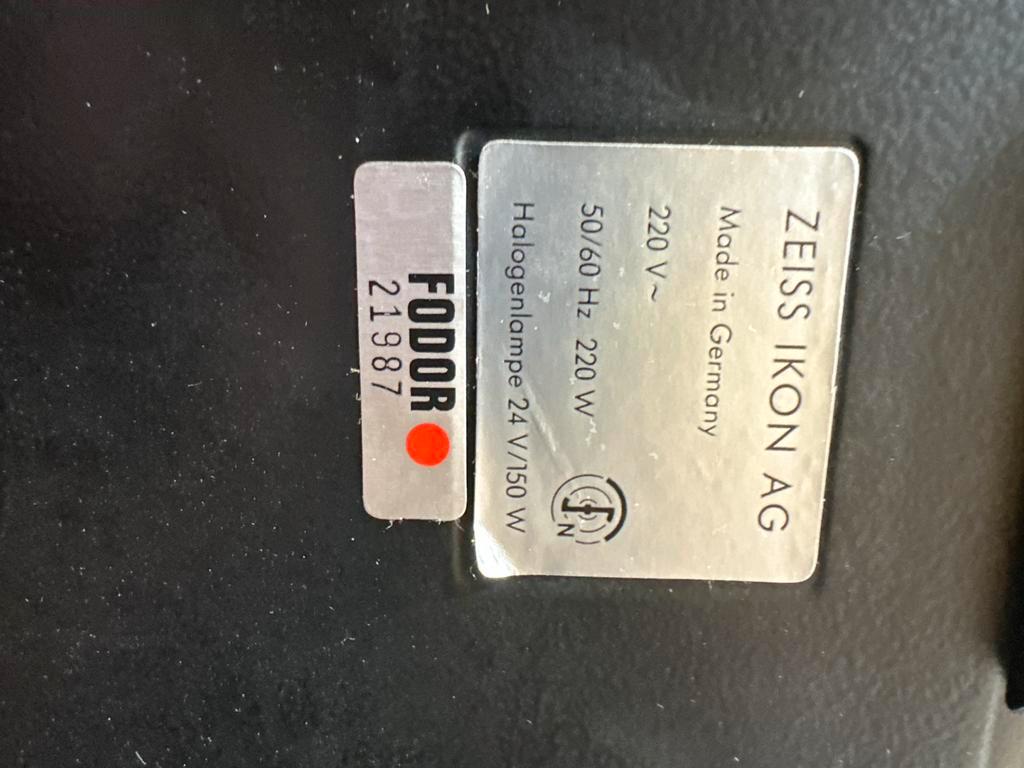 ZEISS IKON AG
Made in Germany
220 V~
50/60 Hz 220 W
N
Halogenlampe 24 V/150 W
FODOR
21987